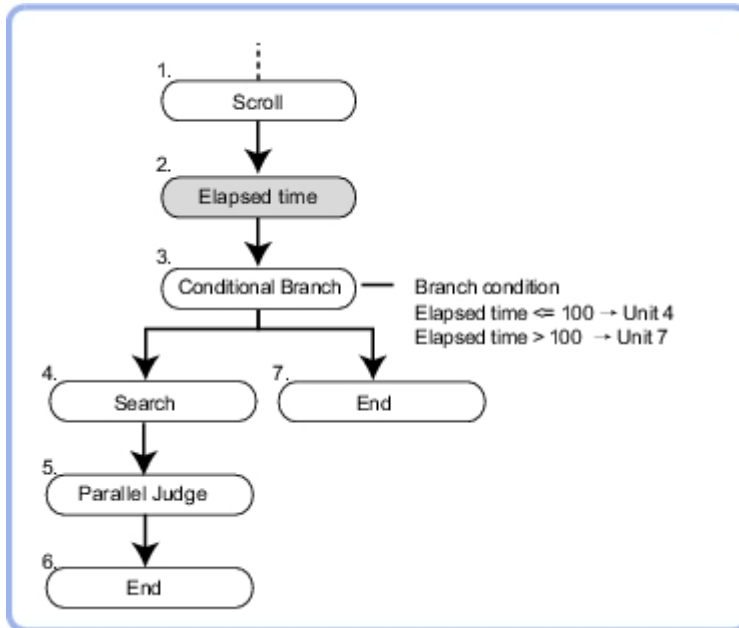 1.
Scroll
2.
Elapsed time
3.
Conditional Branch
Branch condition
Elapsed time <= 100 → Unit 4
Elapsed time > 100 → Unit 7
4.
Search
7.
End
5.
Parallel Judge
6.
End